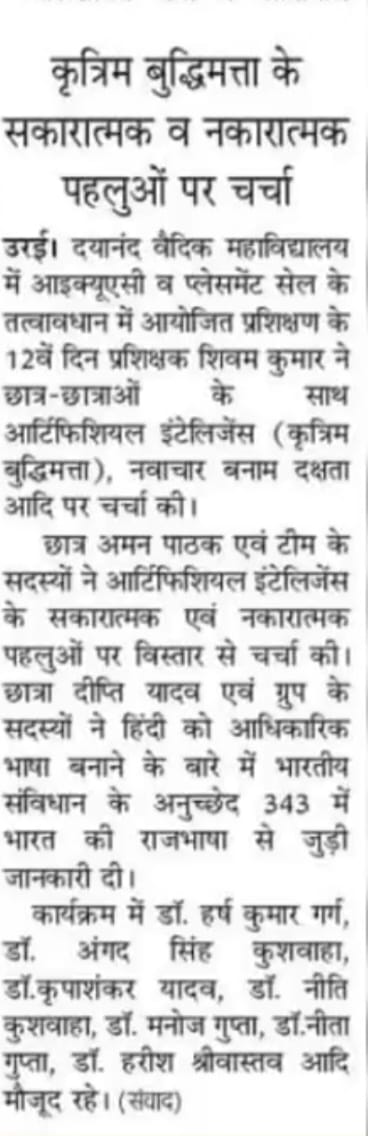 कृत्रिम बुद्धिमत्ता के
सकारात्मक व नकारात्मक
पहलुओं पर चर्चा
उरई। दयानंद वैदिक महाविद्यालय
में आइक्यूएसी व प्लेसमेंट सेल के
तत्वावधान में आयोजित प्रशिक्षण के
12वें दिन प्रशिक्षक शिवम कुमार ने
छात्र-छात्राओं के साथ
आर्टिफिशियल इंटेलिजेंस (कृत्रिम
बुद्धिमत्ता), नवाचार बनाम दक्षता
आदि पर चर्चा की।
छात्र अमन पाठक एवं टीम के
सदस्यों ने आर्टिफिशियल इंटेलिजेंस
के सकारात्मक एवं नकारात्मक
पहलुओं पर विस्तार से चर्चा की।
छात्रा दीप्ति यादव एवं ग्रुप के
सदस्यों ने हिंदी को आधिकारिक
भाषा बनाने के बारे में भारतीय
संविधान के अनुच्छेद 343 में
भारत की राजभाषा से जुड़ी
जानकारी दी।
कार्यक्रम में डॉ. हर्ष कुमार गर्ग,
डॉ. अंगद सिंह कुशवाहा,
डॉ.कृपाशंकर यादव, डॉ. नीति
कुशवाहा, डॉ. मनोज गुप्ता, डॉ.नीता
गुप्ता, डॉ. हरीश श्रीवास्तव आदि
मौजूद रहे। (संवाद)